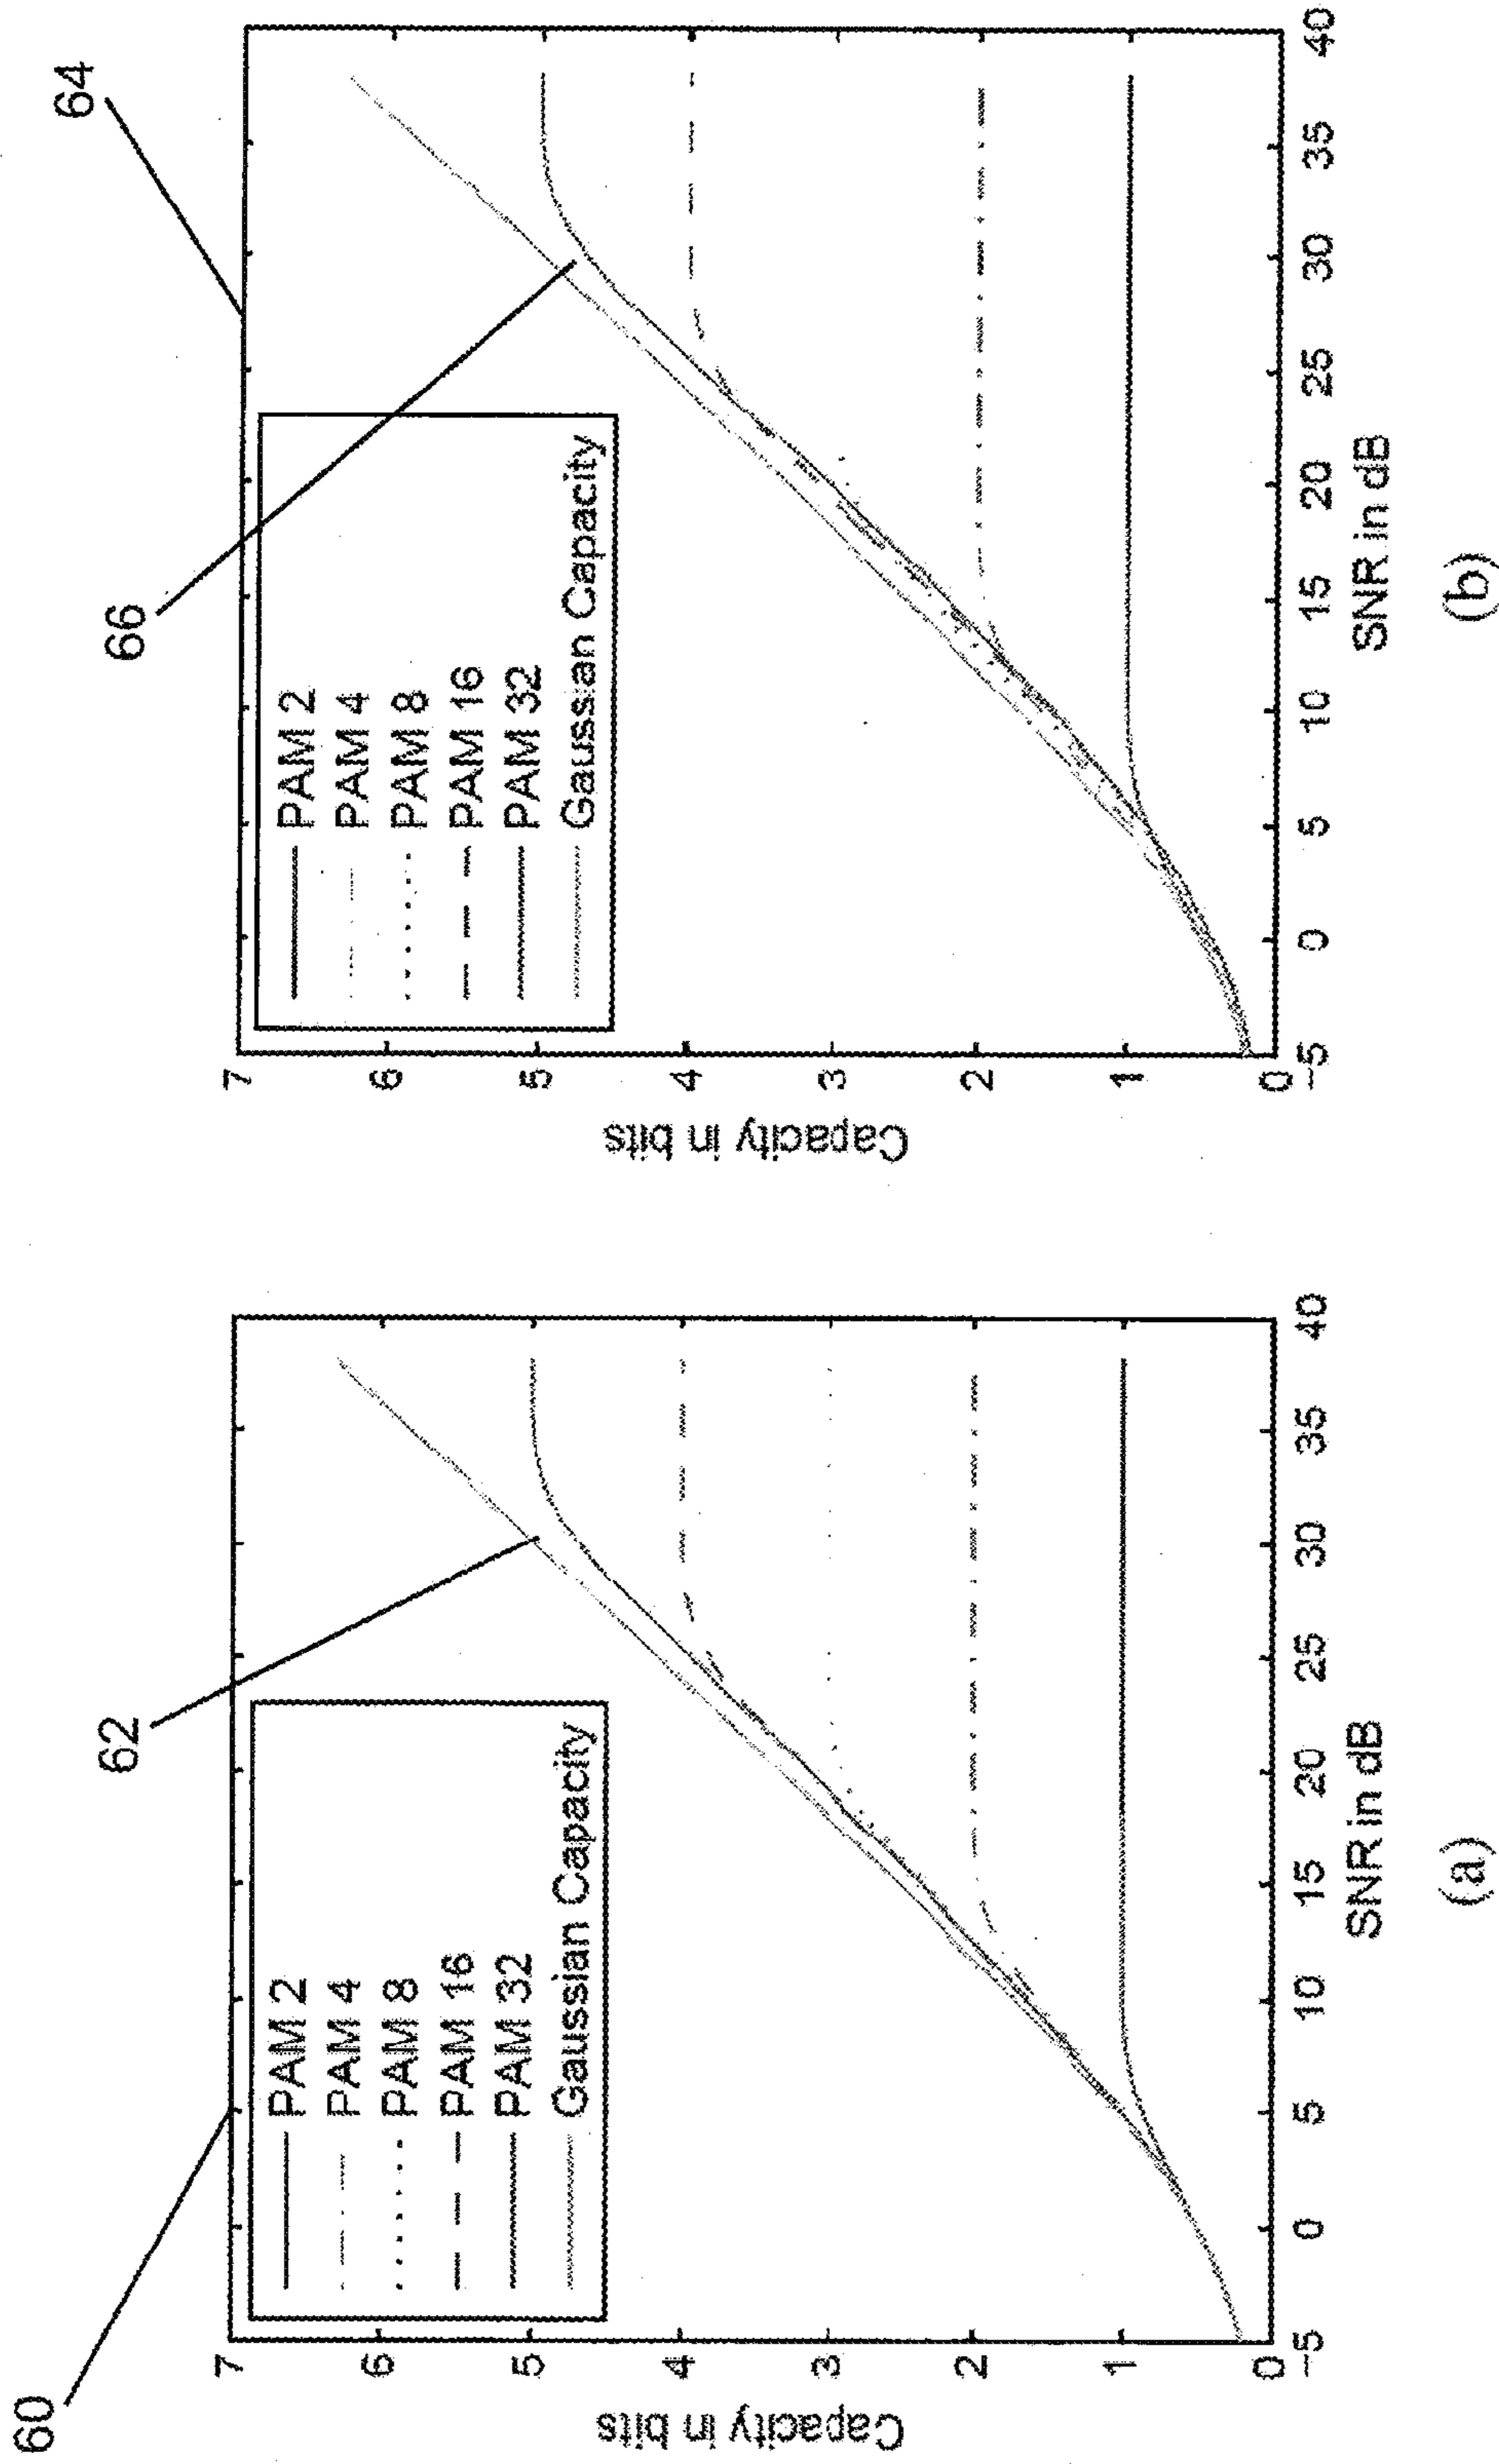 60
62
7
6
5
4
3
2
1
0
Capacity in bits
PAM 2
PAM 4
PAM 8
PAM 16
PAM 32
Gaussian Capacity
-5
0
5
10
15
20
25
30
35
40
SNR in dB
(a)
64
66
7
6
5
4
3
2
1
0
Capacity in bits
PAM 2
PAM 4
PAM 8
PAM 16
PAM 32
Gaussian Capacity
-5
0
5
10
15
20
25
30
35
40
SNR in dB
(b)